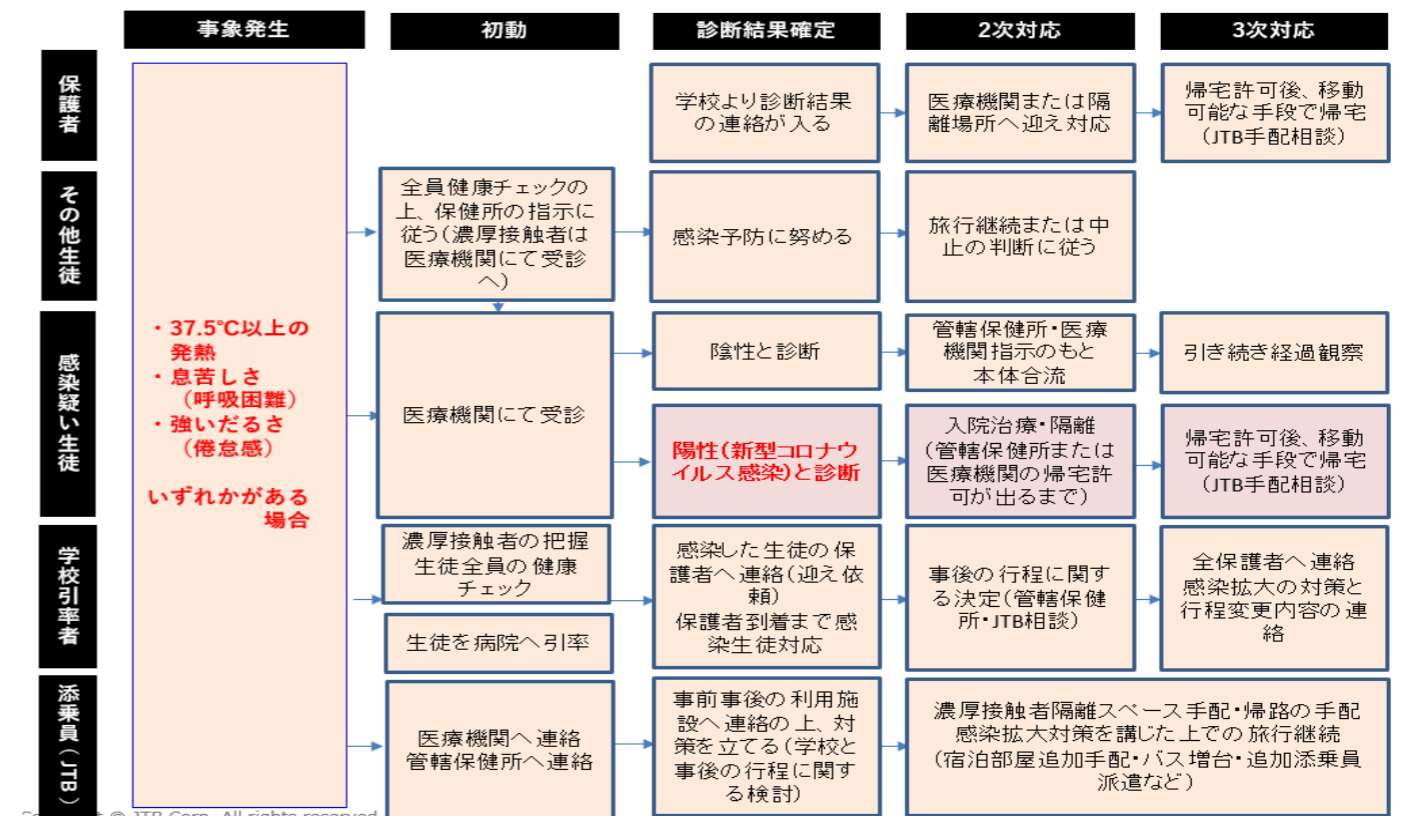 事象発生
初動
診断結果確定
2次対応
3次対応
保護者
学校より診断結果
の連絡が入る
医療機関または隔
離場所へ迎え対応
帰宅許可後、移動
可能な手段で帰宅
(JTB手配相談)
その他生徒
全員健康チェックの
上、保健所の指示に
従う(濃厚接触者は
医療機関にて受診
へ)
感染予防に努める
旅行継続または中
止の判断に従う
・37.5℃以上の
発熱
・息苦しさ
(呼吸困難)
・強いだるさ
(倦怠感)
いずれかがある
場合
感染疑い生徒
医療機関にて受診
陰性と診断
管轄保健所・医療
機関指示のもと
本体合流
引き続き経過観察
陽性(新型コロナウ
イルス感染)と診断
入院治療・隔離
(管轄保健所または
医療機関の帰宅許
可が出るまで)
帰宅許可後、移動
可能な手段で帰宅
(JTB手配相談)
学校引率者
濃厚接触者の把握
生徒全員の健康
チェック
生徒を病院へ引率
感染した生徒の保
護者へ連絡(迎え依
頼)
保護者到着まで感
染生徒対応
事後の行程に関す
る決定(管轄保健
所・JTB相談)
全保護者へ連絡
感染拡大の対策と
行程変更内容の連
絡
添乗員(JTB)
医療機関へ連絡
管轄保健所へ連絡
事前事後の利用施
設へ連絡の上、対
策を立てる(学校と
事後の行程に関す
る検討)
濃厚接触者隔離スペース手配・帰路の手配
感染拡大対策を講じた上での旅行継続
(宿泊部屋追加手配・バス増台・追加添乗員
派遣など)
© JTB Corp. All rights reserved